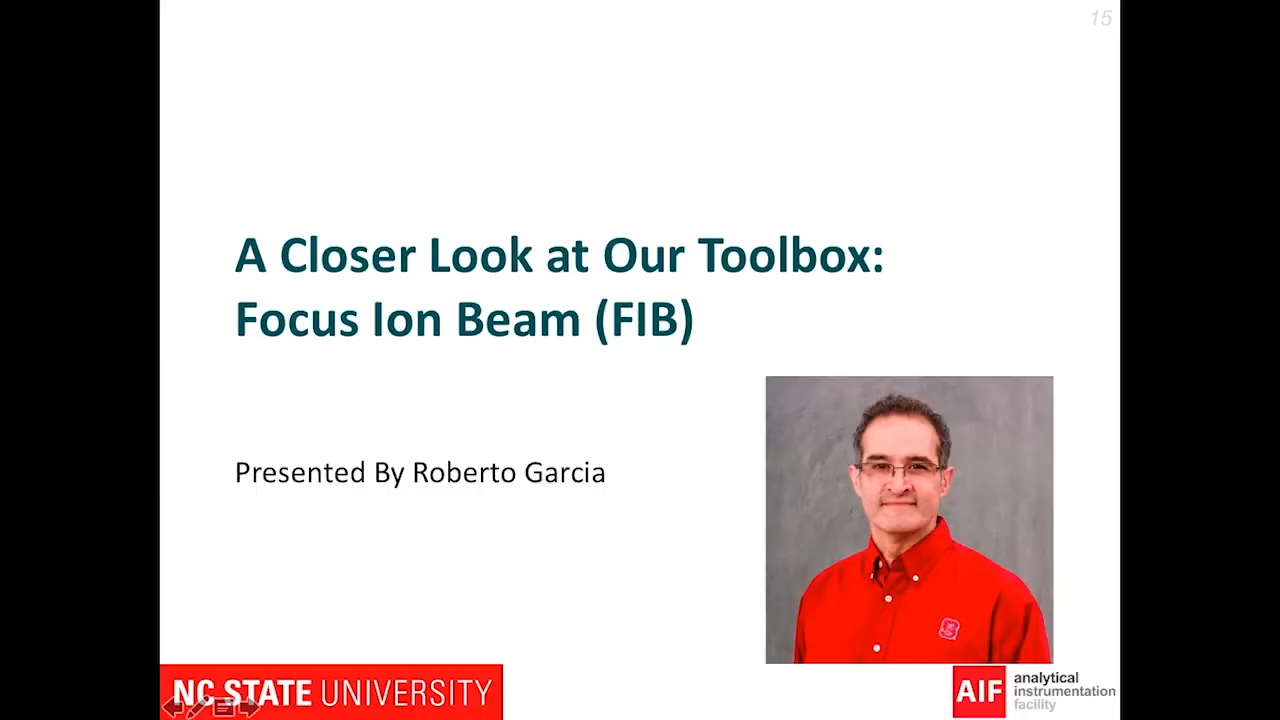 15
A Closer Look at Our Toolbox:
Focus Ion Beam (FIB)
Presented By Roberto Garcia
NC STATE UNIVERSITY
AIF analytical
instrumentation
facility